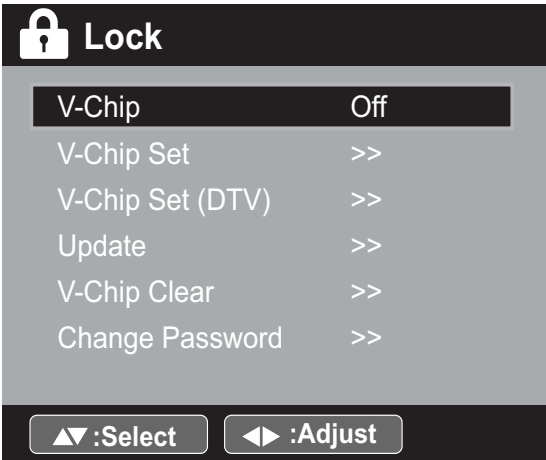 Lock
V-Chip Off
V-Chip Set >>
V-Chip Set (DTV) >>
Update >>
V-Chip Clear >>
Change Password >>
▲▼ :Select ◀▶ :Adjust